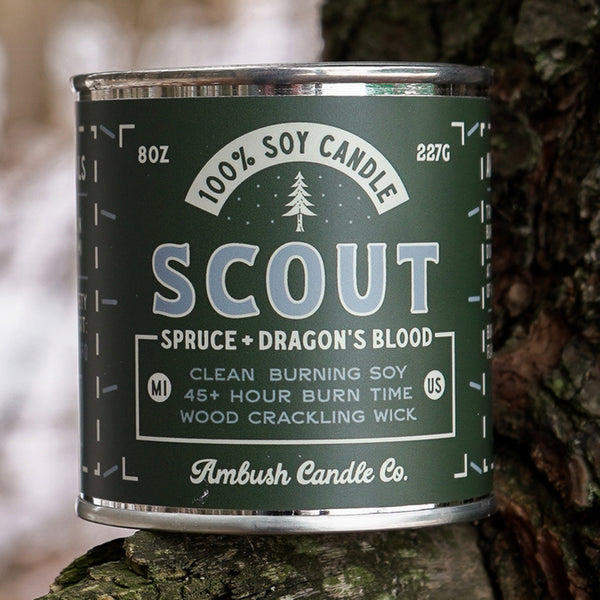 8OZ
100% SOY CANDLE
227G
SCOUT
SPRUCE + DRAGON'S BLOOD
CLEAN BURNING SOY
MI
45+ HOUR BURN TIME
US
WOOD CRACKLING WICK
Ambush Candle Co.